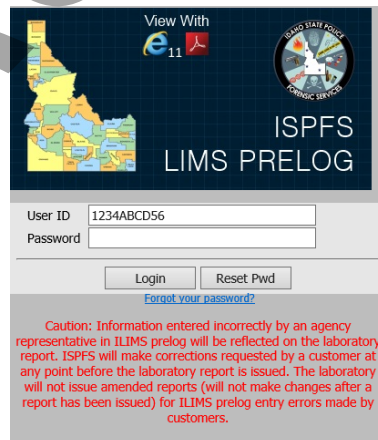 View With
11
IDAHO STATE POLICE
FORENSIC SERVICES
ISPFS
LIMS PRELOG
User ID 1234ABCD56
Password
Login Reset Pwd
Forgot your password?
Caution: Information entered incorrectly by an agency
representative in ILIMS prelog will be reflected on the laboratory
report. ISPFS will make corrections requested by a customer at
any point before the laboratory report is issued. The laboratory
will not issue amended reports (will not make changes after a
report has been issued) for ILIMS prelog entry errors made by
customers.